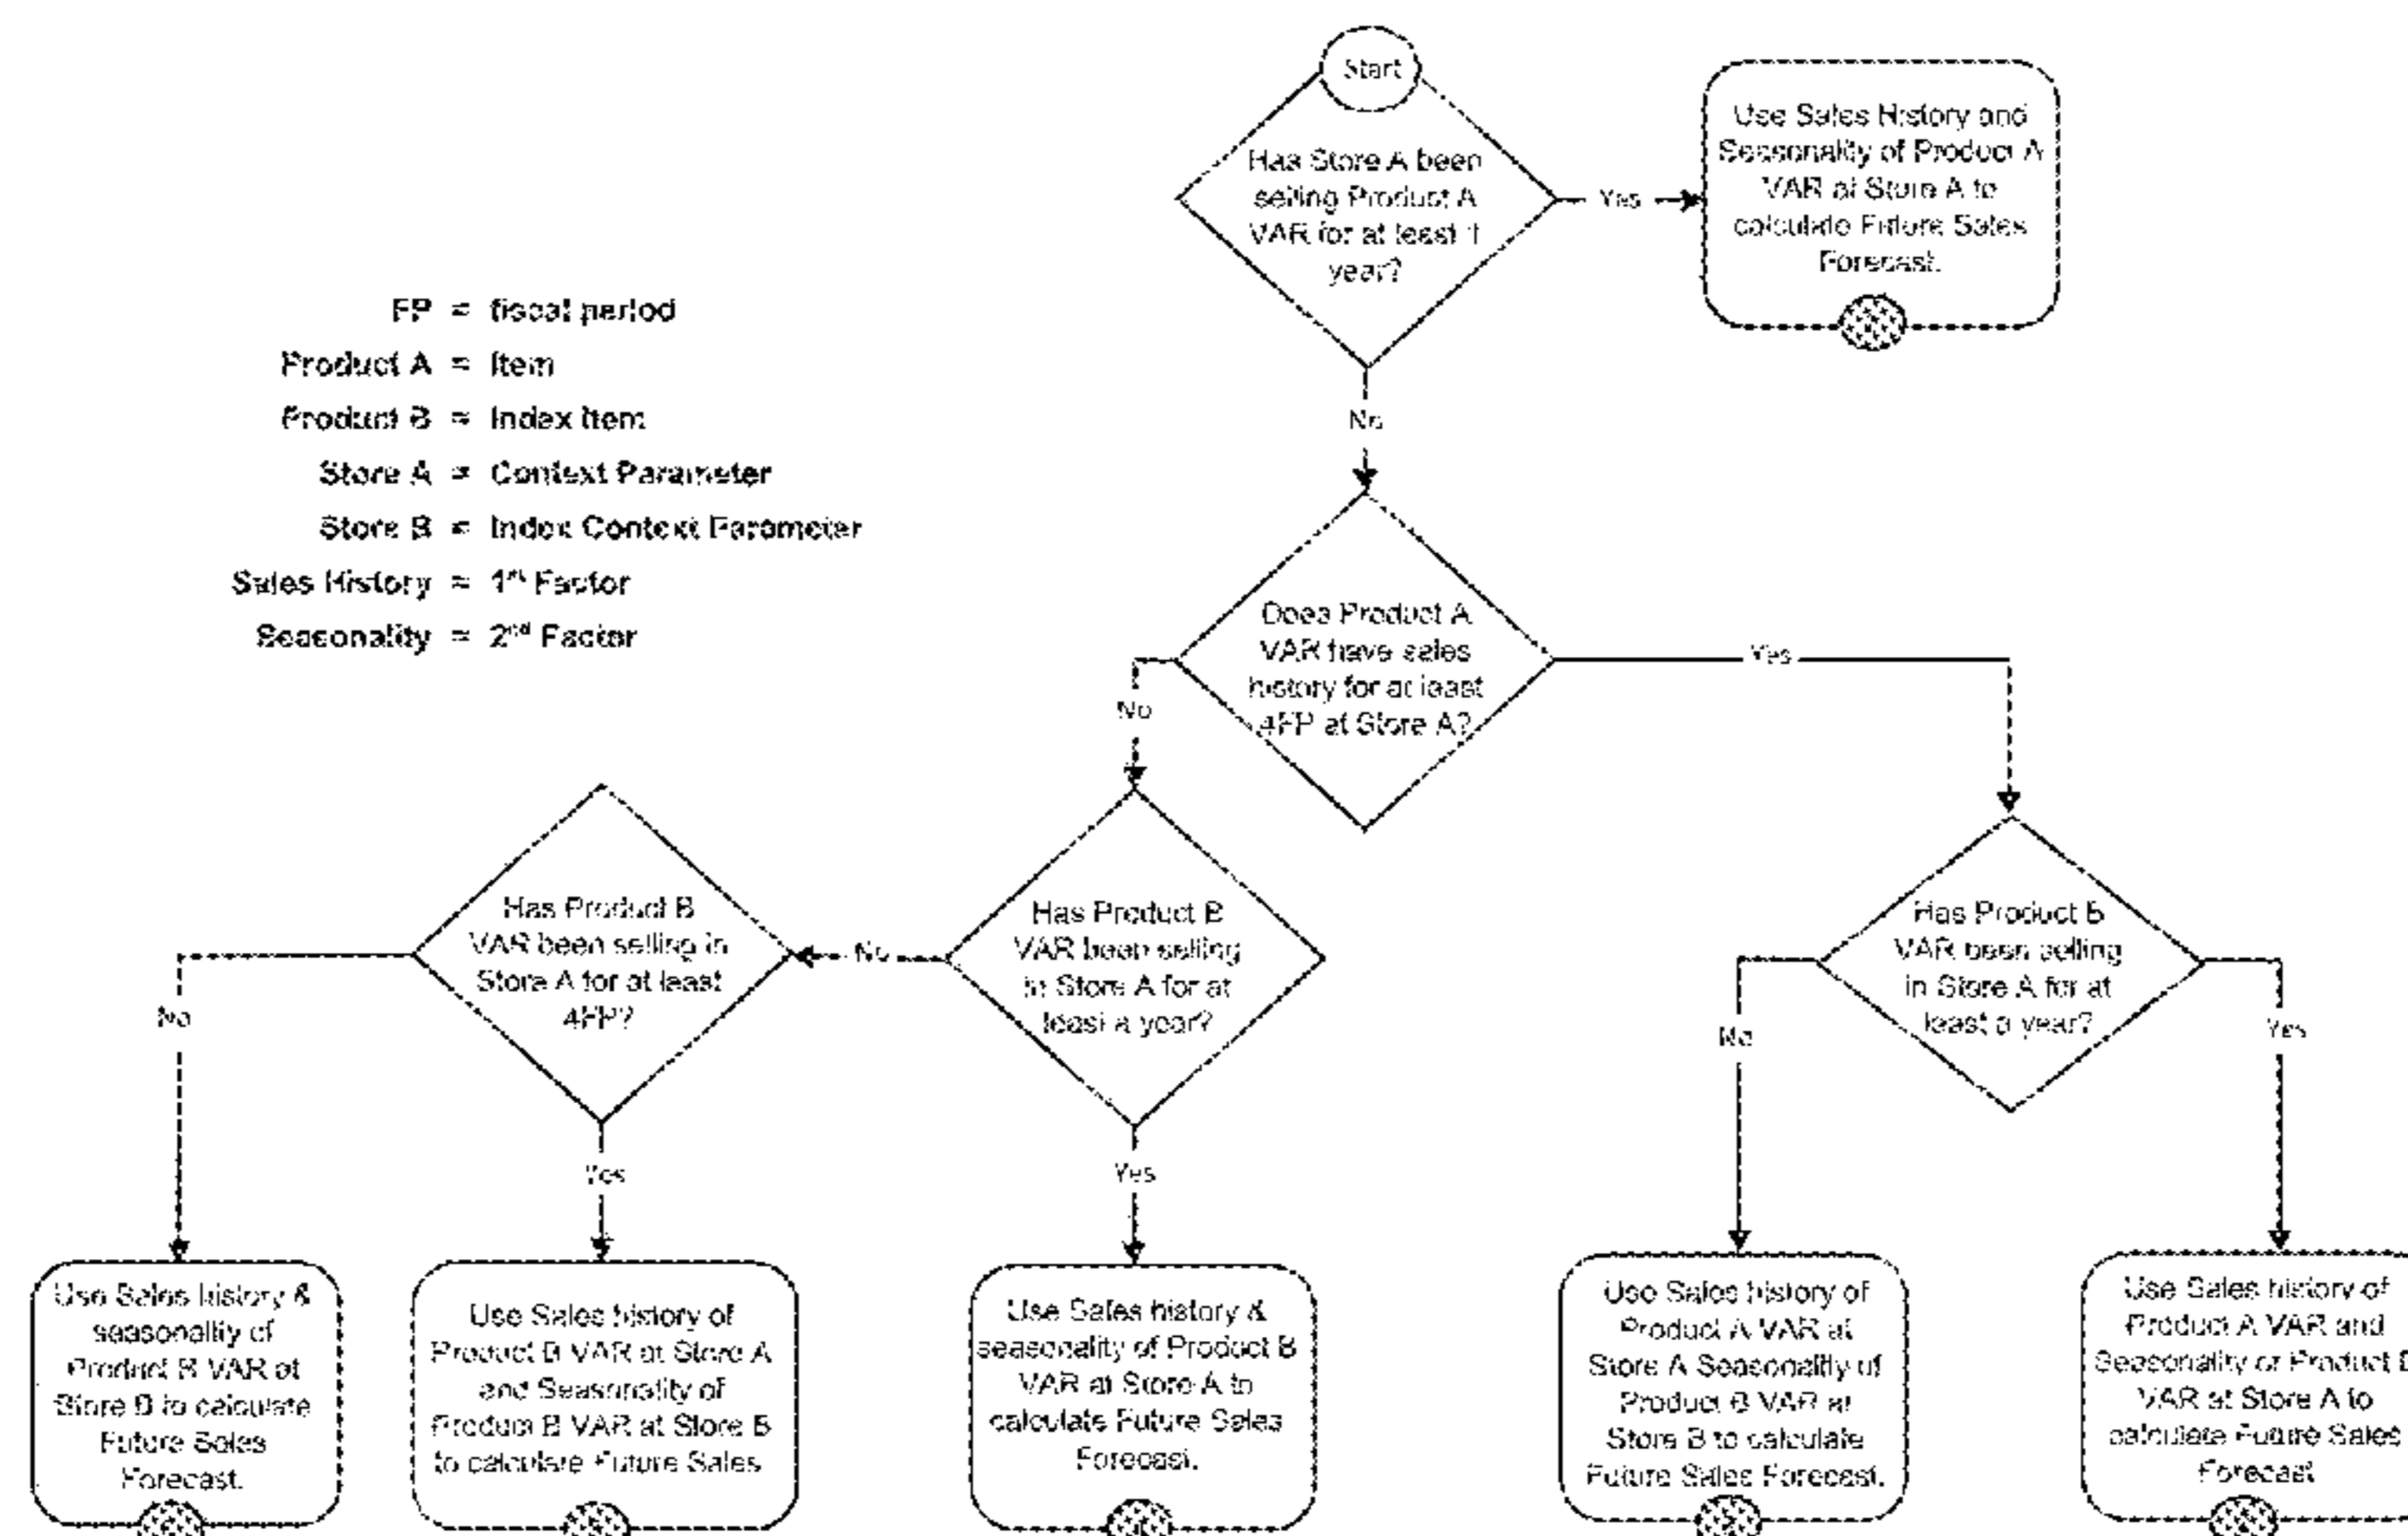 Start
Has Store A been
selling Product A
VAR for at least 1
year?
Yes
Use Sales History and
Seasonality of Product A
VAR at Store A to
calculate Future Sales
Forecast.
No
FP = fiscal period
Product A = Item
Product B = Index Item
Store A = Context Parameter
Store B = Index Context Parameter
Sales History = 1st Factor
Seasonality = 2nd Factor
Does Product A
VAR have sales
history for at least
4FP at Store A?
No
Yes
Has Product B
VAR been selling in
Store A for at least
4FP?
No
Yes
No
Has Product B
VAR been selling
in Store A for at
least a year?
Yes
Has Product B
VAR been selling
in Store A for at
least a year?
No
Yes
Use Sales history &
seasonality of
Product B VAR at
Store B to calculate
Future Sales
Forecast.
Use Sales history of
Product B VAR at Store A
and Seasonality of
Product B VAR at Store B
to calculate Future Sales
Use Sales history &
seasonality of Product B
VAR at Store A to
calculate Future Sales
Forecast.
Use Sales history of
Product A VAR at
Store A Seasonality of
Product B VAR at
Store B to calculate
Future Sales Forecast.
Use Sales history of
Product A VAR and
Seasonality of Product B
VAR at Store A to
calculate Future Sales
Forecast